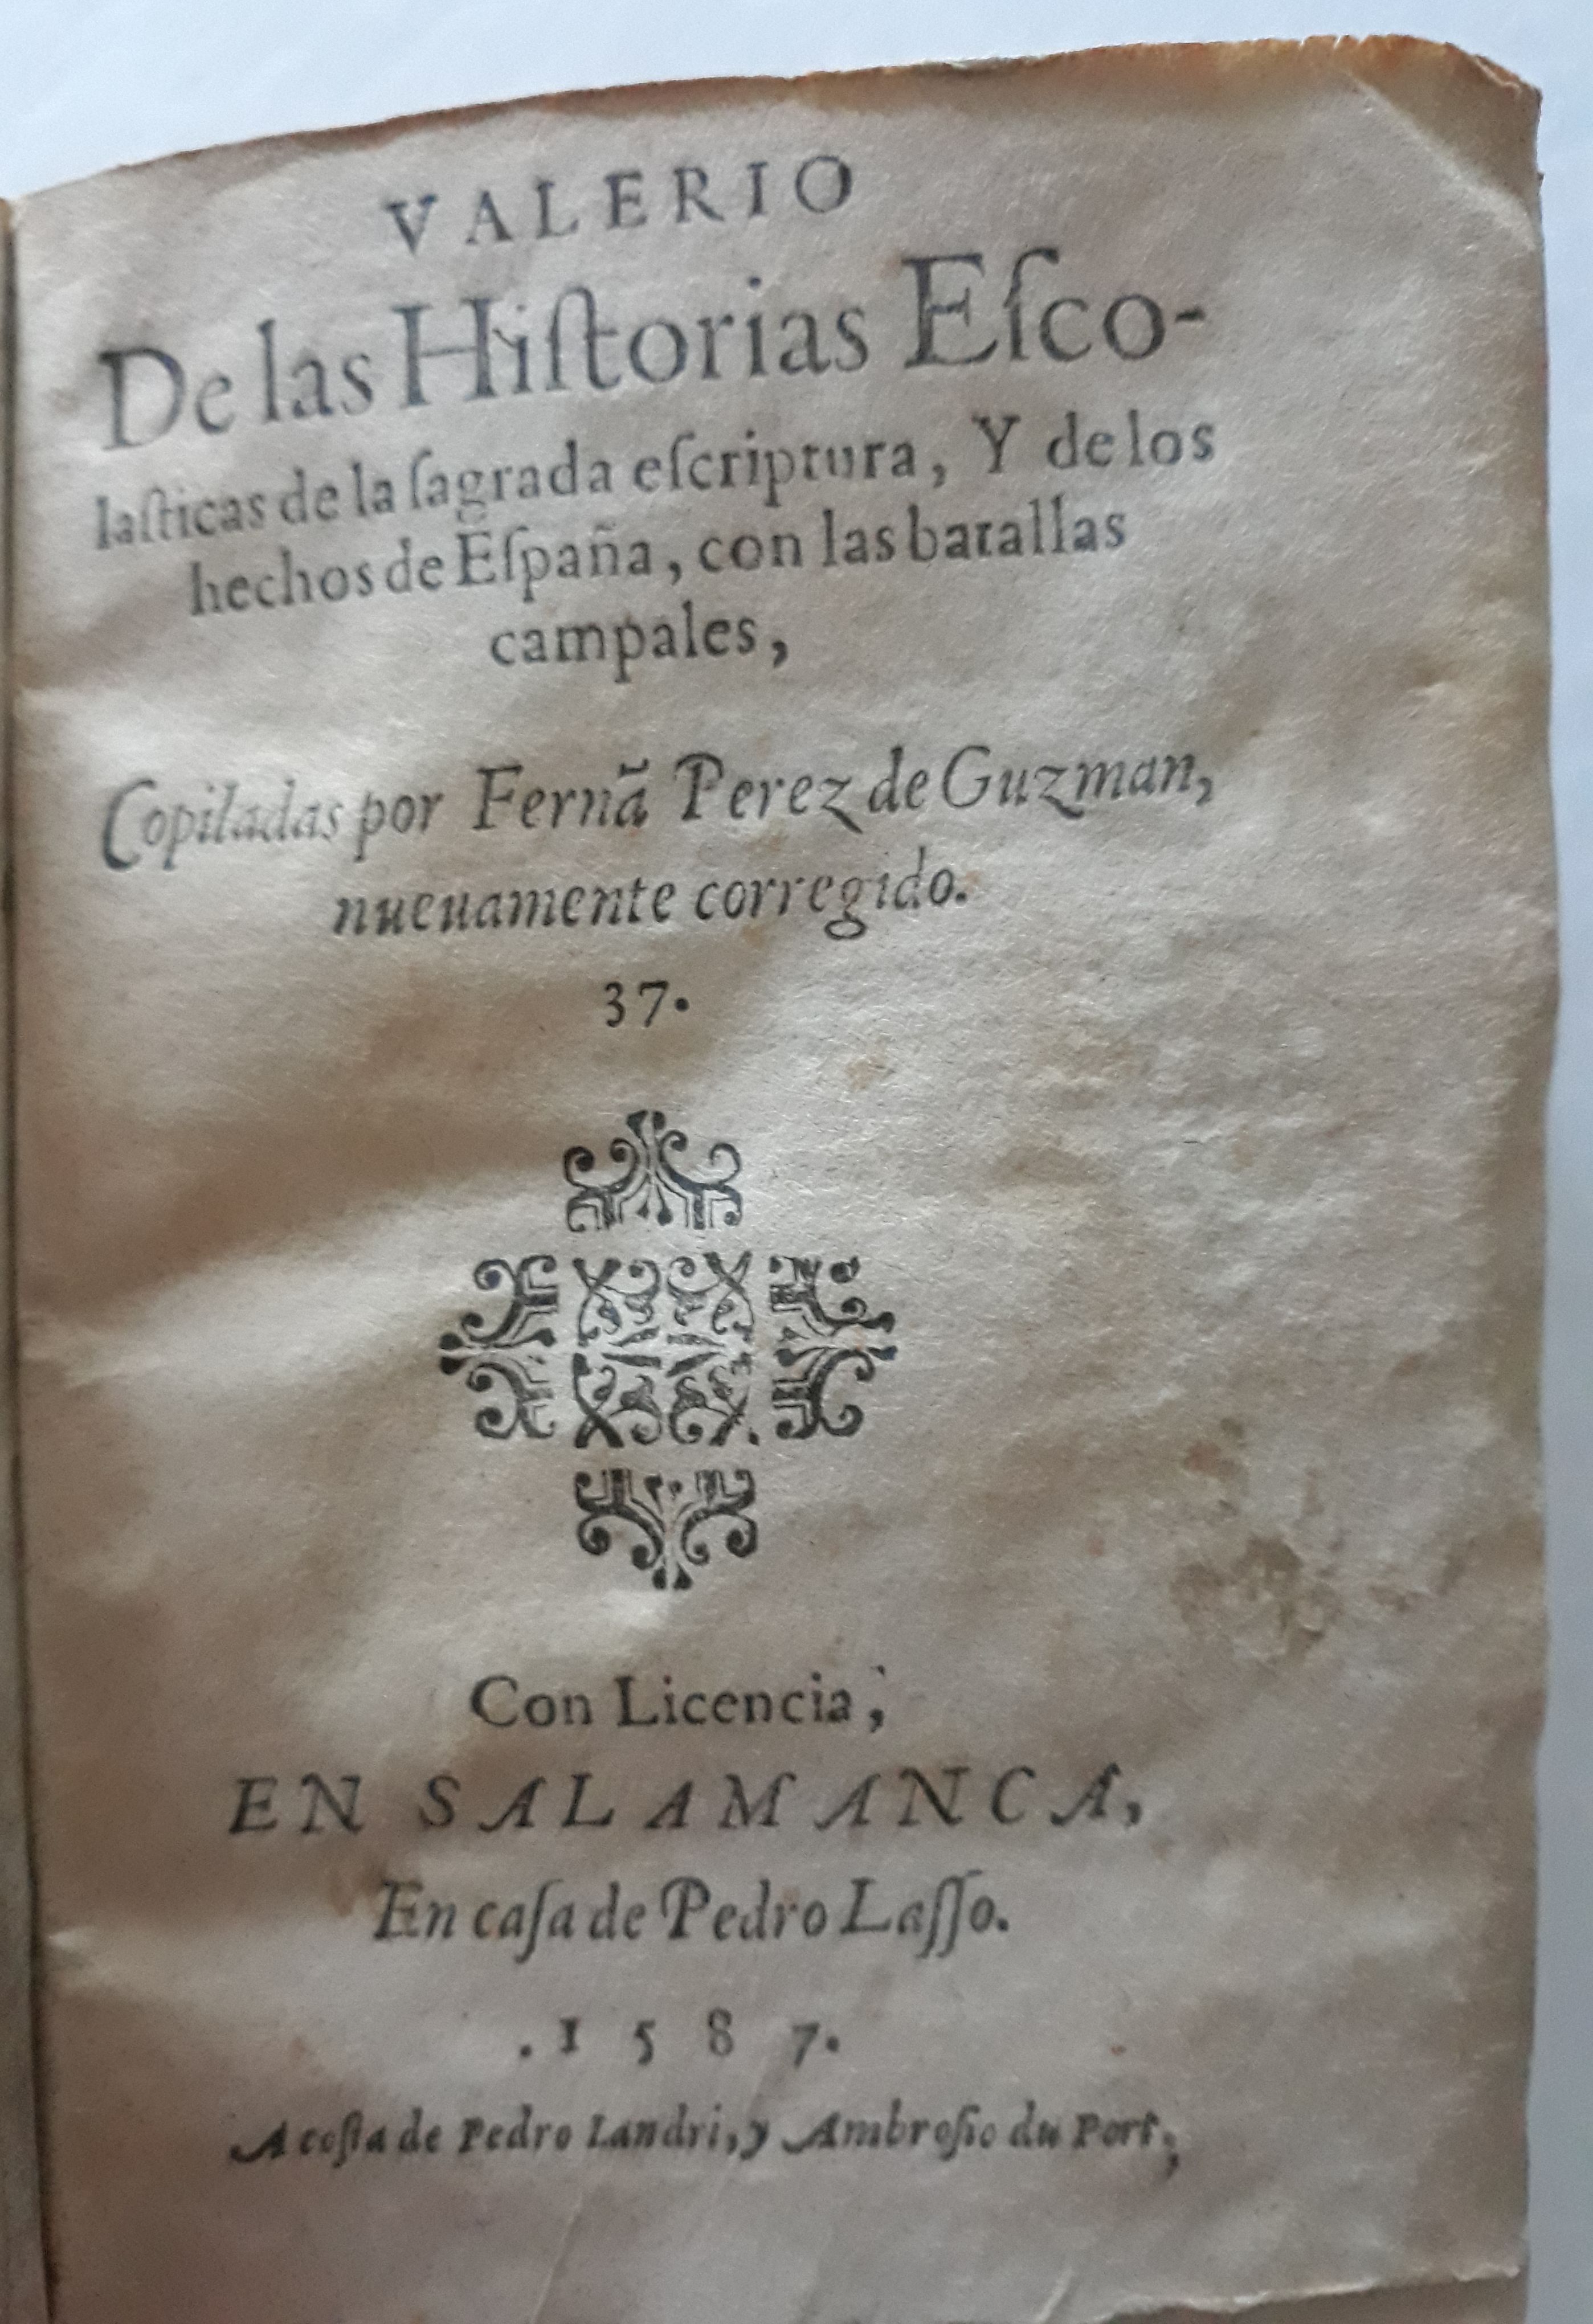 VALERIO
De las Hiſtorias Eſco-
laſticas de la ſagrada eſcriptura, Y de los
hechos de Eſpaña, con las batallas
campales,
Copiladas por Fernã Perez de Guzman,
nueuamente corregido.
37.
Con Licencia,
EN SALAMANCA,
En caſa de Pedro Laſſo.
.1587.
A coſta de Pedro Landri, y Ambroſio du Port,